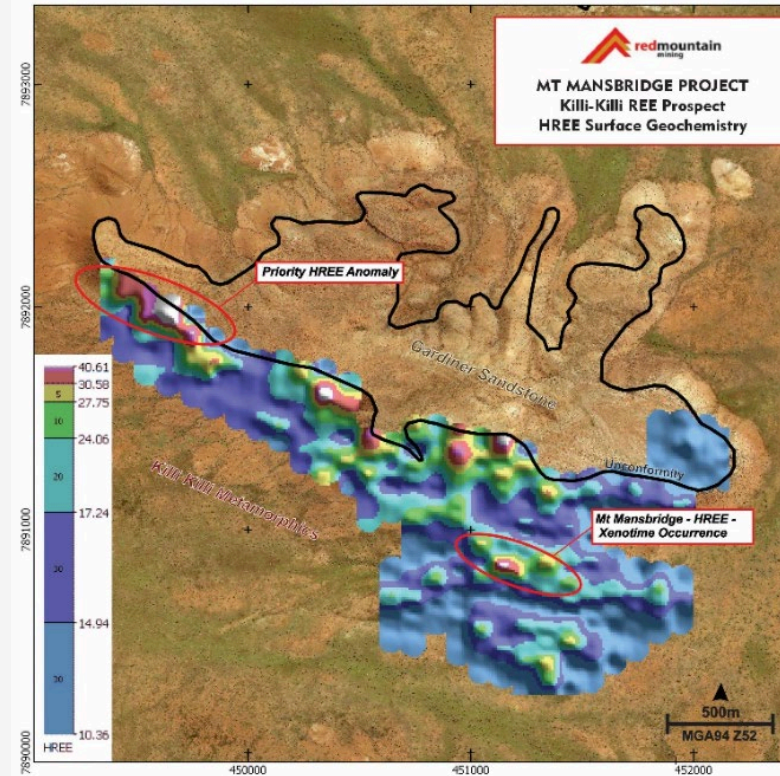 redmountain
mining
MT MANSBRIDGE PROJECT
Killi-Killi REE Prospect
HREE Surface Geochemistry
7893000
Priority HREE Anomaly
7892000
Gardiner Sandstone
40.61
30.58
5
27.75
10
24.06
20
17.24
30
14.94
30
10.36
HREE
Killi Killi Metamorphics
Unconformity
7891000
Mt Mansbridge - HREE -
Xenotime Occurrence
500m
MGA94 Z52
7890000
450000
451000
452000